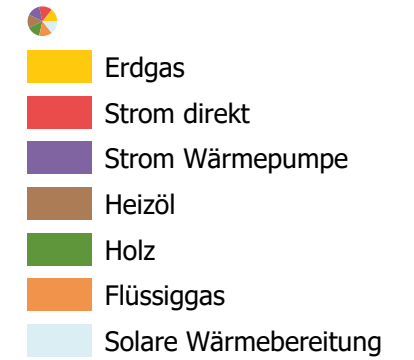 Erdgas
Strom direkt
Strom Wärmepumpe
Heizöl
Holz
Flüssiggas
Solare Wärmebereitung